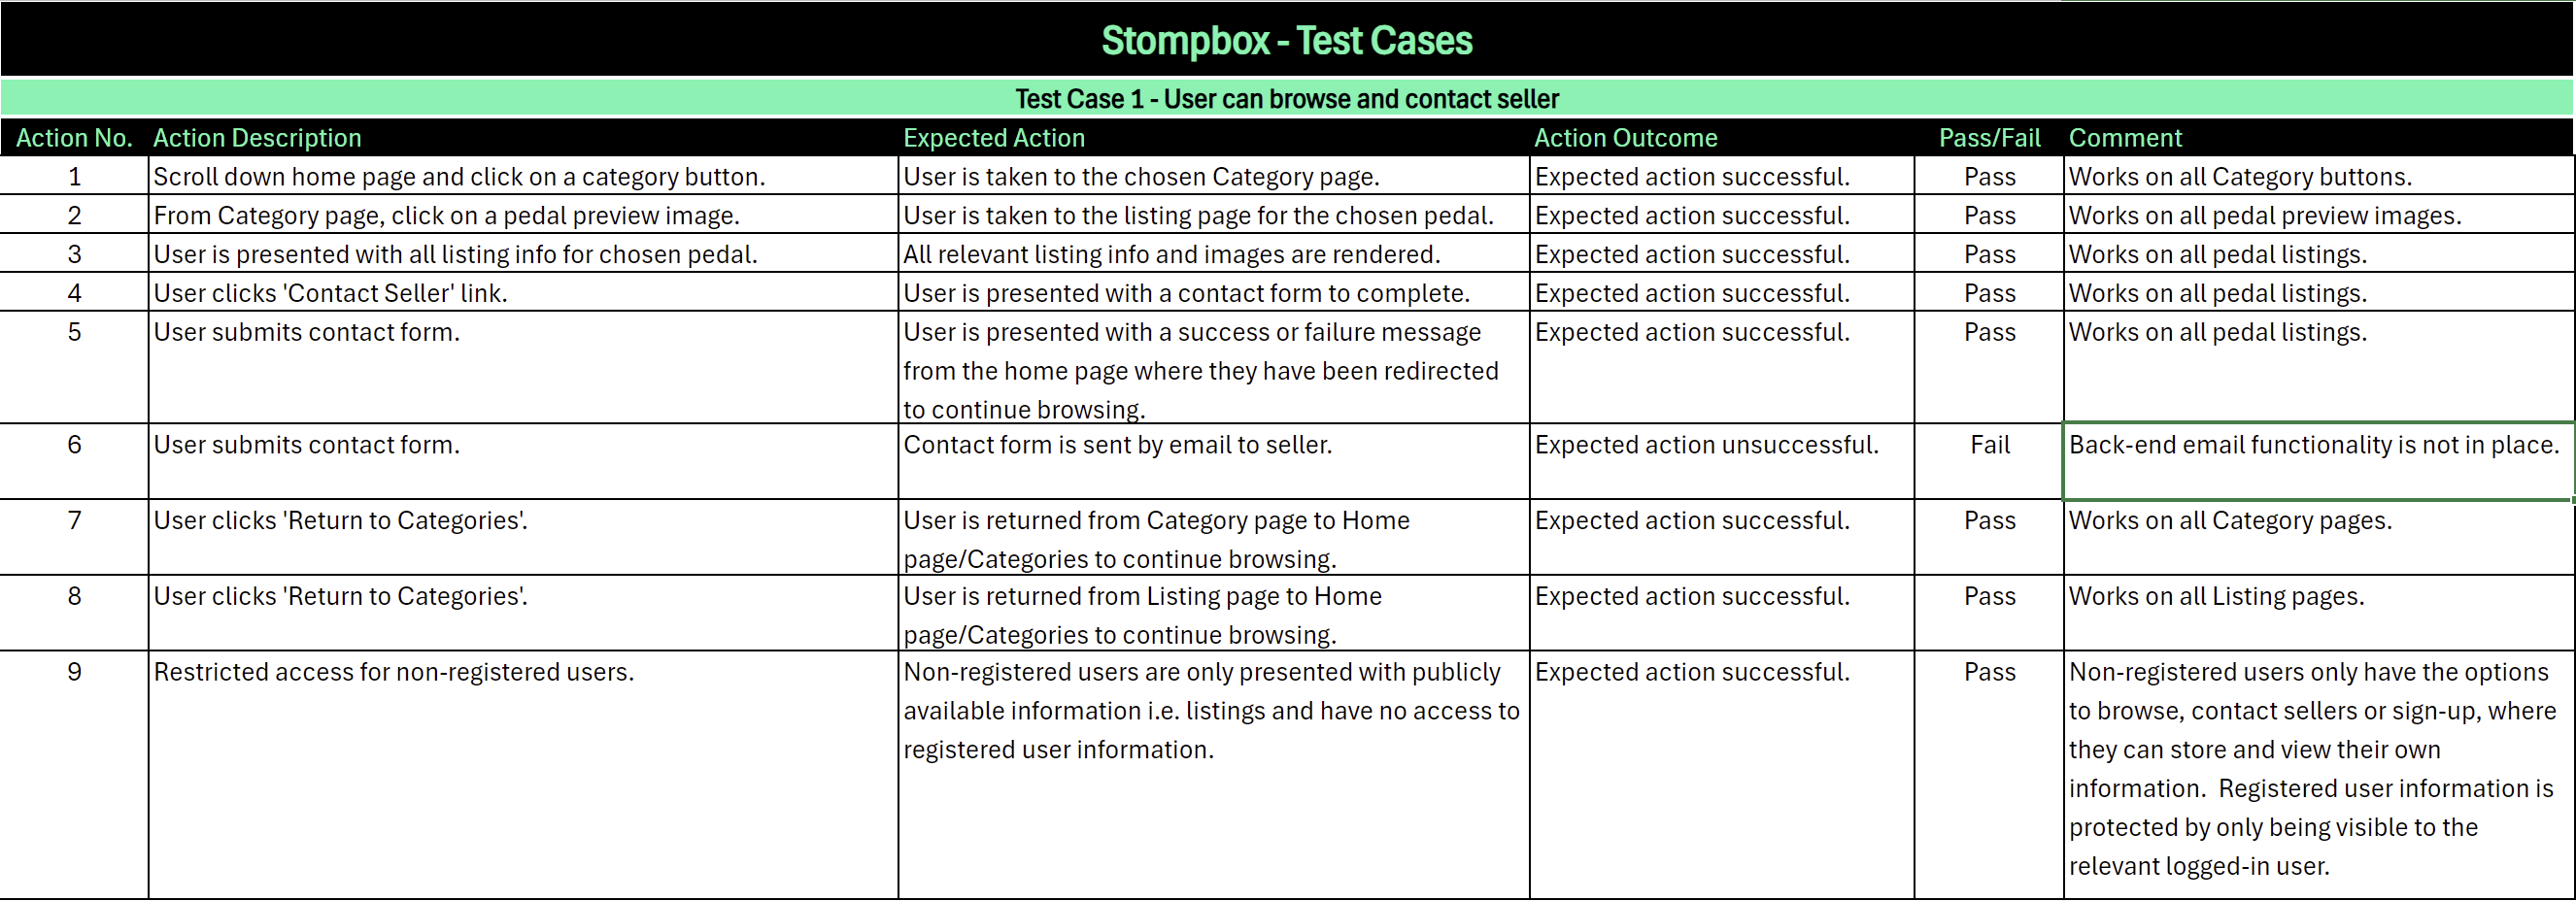 Stompbox - Test Cases
Test Case 1 - User can browse and contact seller
Action No. Action Description Expected Action Action Outcome Pass/Fail Comment
1 Scroll down home page and click on a category button. User is taken to the chosen Category page. Expected action successful. Pass Works on all Category buttons.
2 From Category page, click on a pedal preview image. User is taken to the listing page for the chosen pedal. Expected action successful. Pass Works on all pedal preview images.
3 User is presented with all listing info for chosen pedal. All relevant listing info and images are rendered. Expected action successful. Pass Works on all pedal listings.
4 User clicks 'Contact Seller' link. User is presented with a contact form to complete. Expected action successful. Pass Works on all pedal listings.
5 User submits contact form. User is presented with a success or failure message Expected action successful. Pass Works on all pedal listings.
from the home page where they have been redirected
to continue browsing.
6 User submits contact form. Contact form is sent by email to seller. Expected action unsuccessful. Fail Back-end email functionality is not in place.
7 User clicks 'Return to Categories'. User is returned from Category page to Home Expected action successful. Pass Works on all Category pages.
page/Categories to continue browsing.
8 User clicks 'Return to Categories'. User is returned from Listing page to Home Expected action successful. Pass Works on all Listing pages.
page/Categories to continue browsing.
9 Restricted access for non-registered users. Non-registered users are only presented with publicly Expected action successful. Pass Non-registered users only have the options
available information i.e. listings and have no access to to browse, contact sellers or sign-up, where
registered user information. they can store and view their own
information.  Registered user information is
protected by only being visible to the
relevant logged-in user.